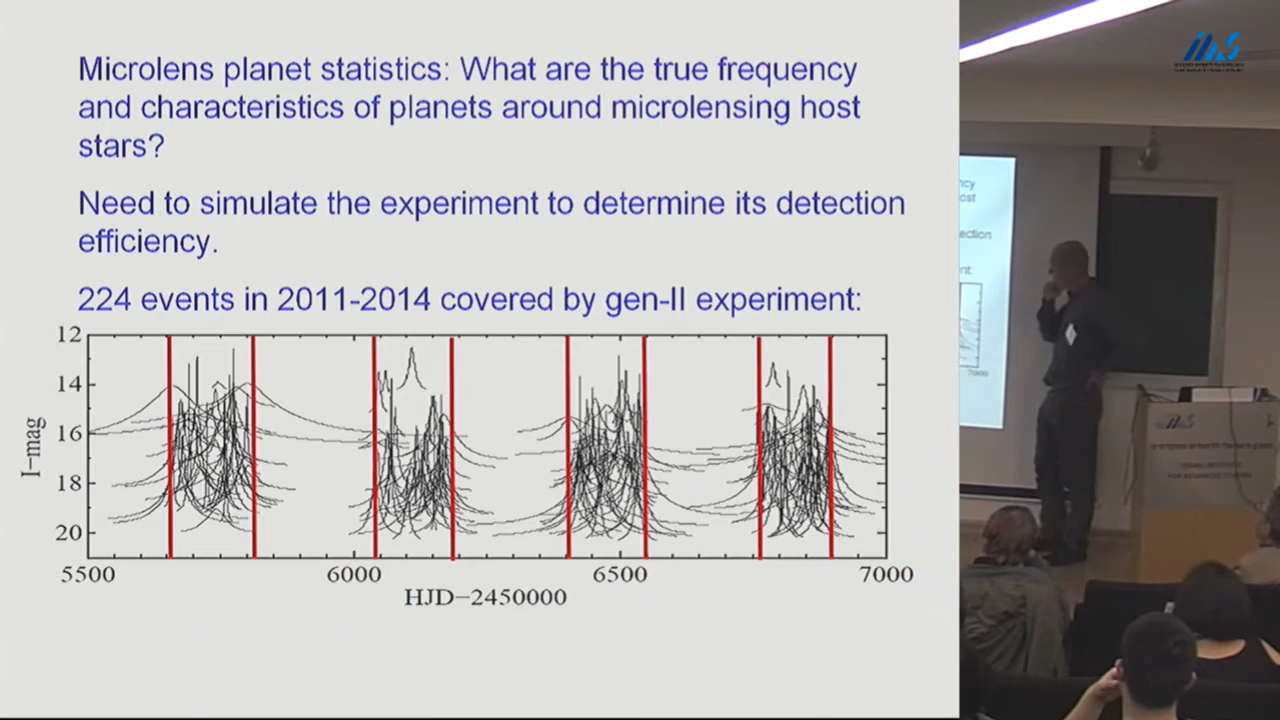 Microlens planet statistics: What are the true frequency
and characteristics of planets around microlensing host
stars?
Need to simulate the experiment to determine its detection
efficiency.
224 events in 2011-2014 covered by gen-II experiment:
12
14
16
18
20
I-mag
5500
6000
6500
7000
HJD-2450000
ection
7000